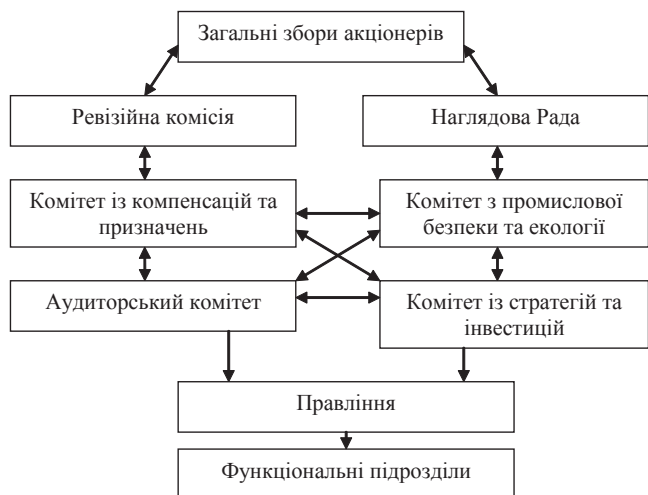 Загальні збори акціонерів
Ревізійна комісія
Наглядова Рада
Комітет із компенсацій та
призначень
Комітет з промислової
безпеки та екології
Аудиторський комітет
Комітет із стратегій та
інвестицій
Правління
Функціональні підрозділи